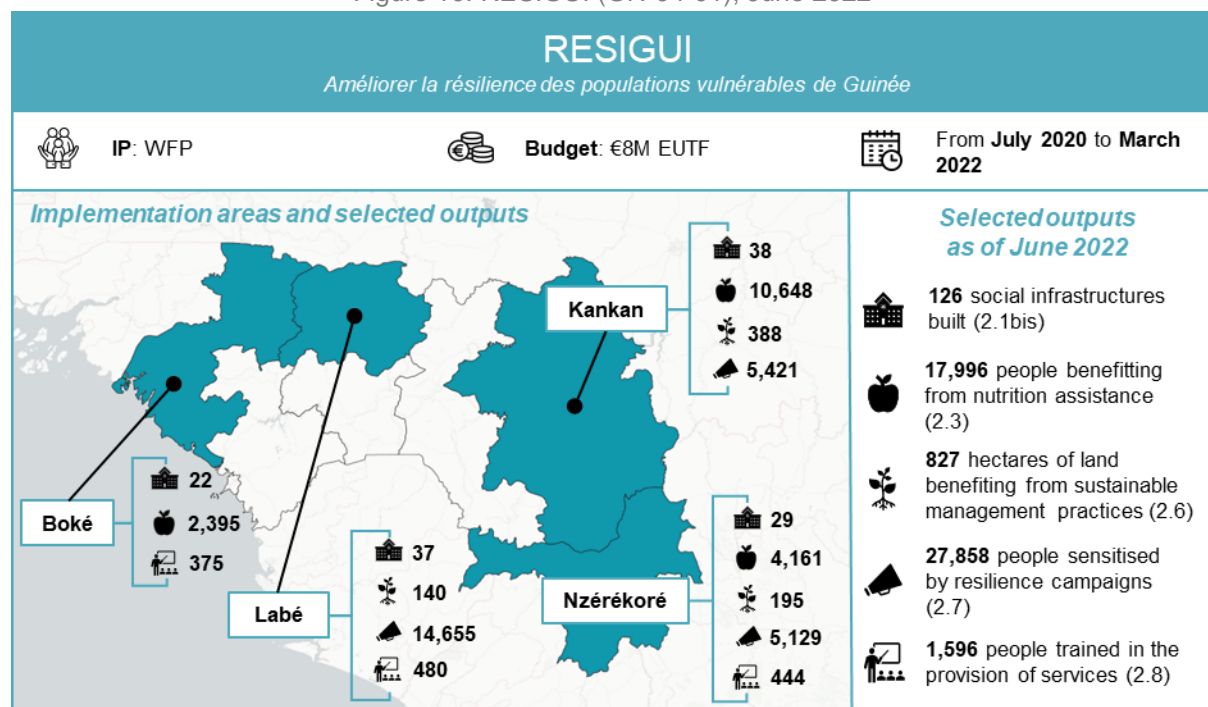 RESIGUI
Améliorer la résilience des populations vulnérables de Guinée
IP: WFP
Budget: €8M EUTF
From July 2020 to March
2022
Implementation areas and selected outputs
Kankan
38
10,648
388
5,421
Boké
22
2,395
375
Labé
37
140
14,655
480
Nzérékoré
29
4,161
195
5,129
444
Selected outputs
as of June 2022
126 social infrastructures
built (2.1bis)
17,996 people benefitting
from nutrition assistance
(2.3)
827 hectares of land
benefiting from sustainable
management practices (2.6)
27,858 people sensitised
by resilience campaigns
(2.7)
1,596 people trained in the
provision of services (2.8)